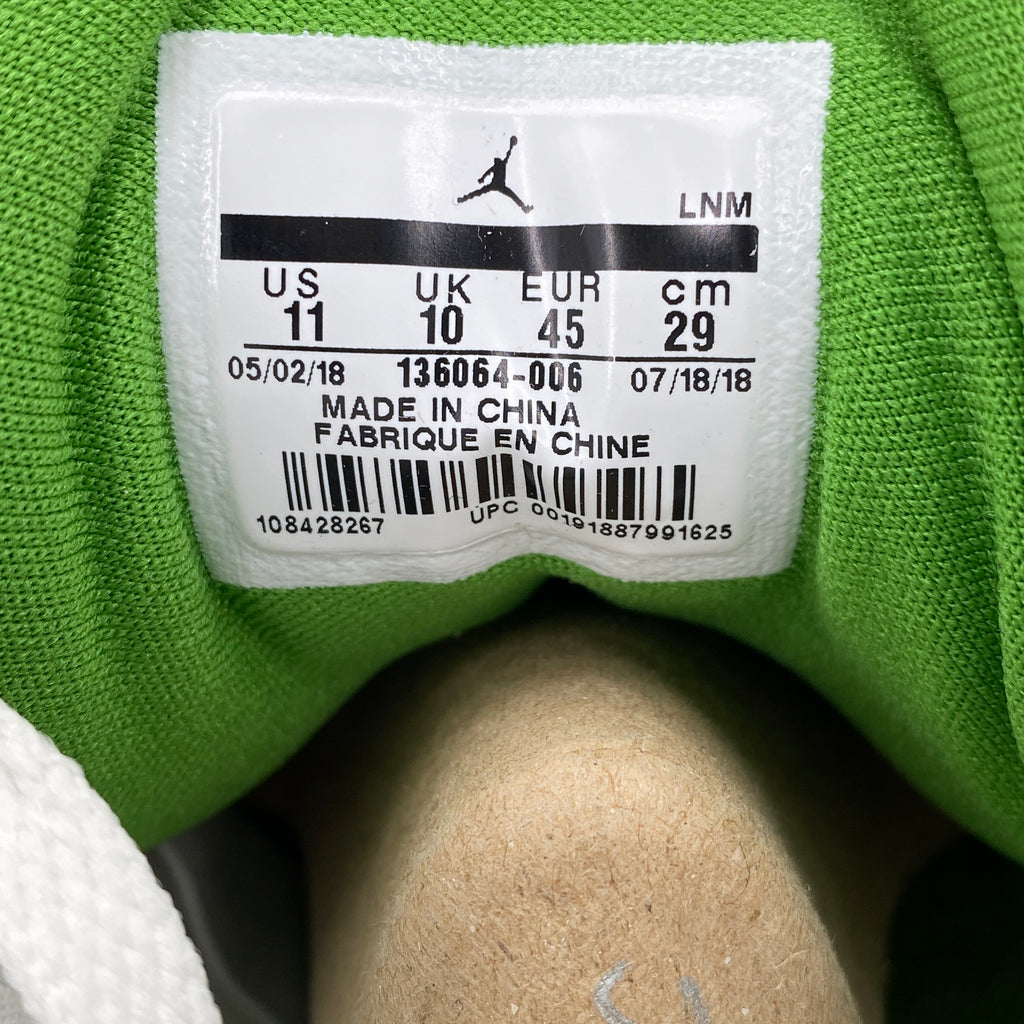 LNM
US UK EUR cm
11 10 45 29
05/02/18 136064-006 07/18/18
MADE IN CHINA
FABRIQUE EN CHINE
108428267 UPC 00191887991625